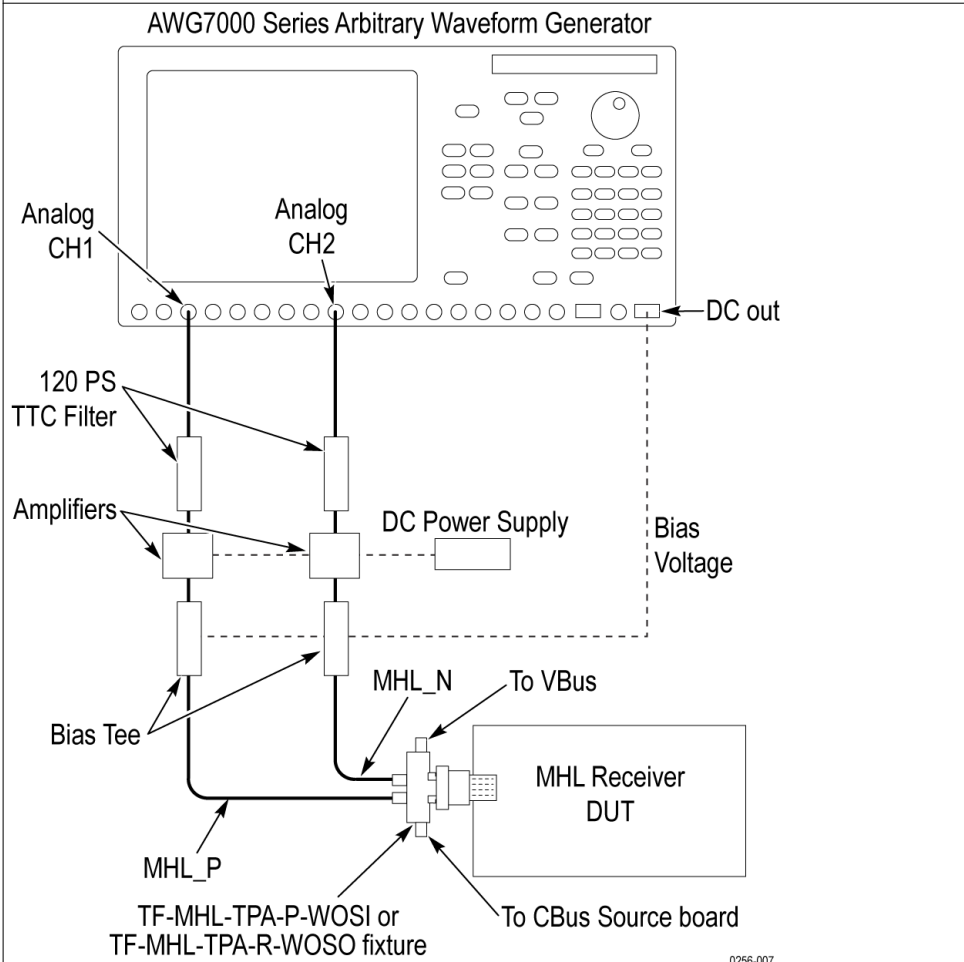 AWG7000 Series Arbitrary Waveform Generator
Analog
CH1
Analog
CH2
DC out
120 PS
TTC Filter
Amplifiers
DC Power Supply
Bias
Voltage
MHL_N
To VBus
Bias Tee
MHL Receiver
DUT
MHL_P
TF-MHL-TPA-P-WOSI or
TF-MHL-TPA-R-WOSO fixture
To CBus Source board
0256-007